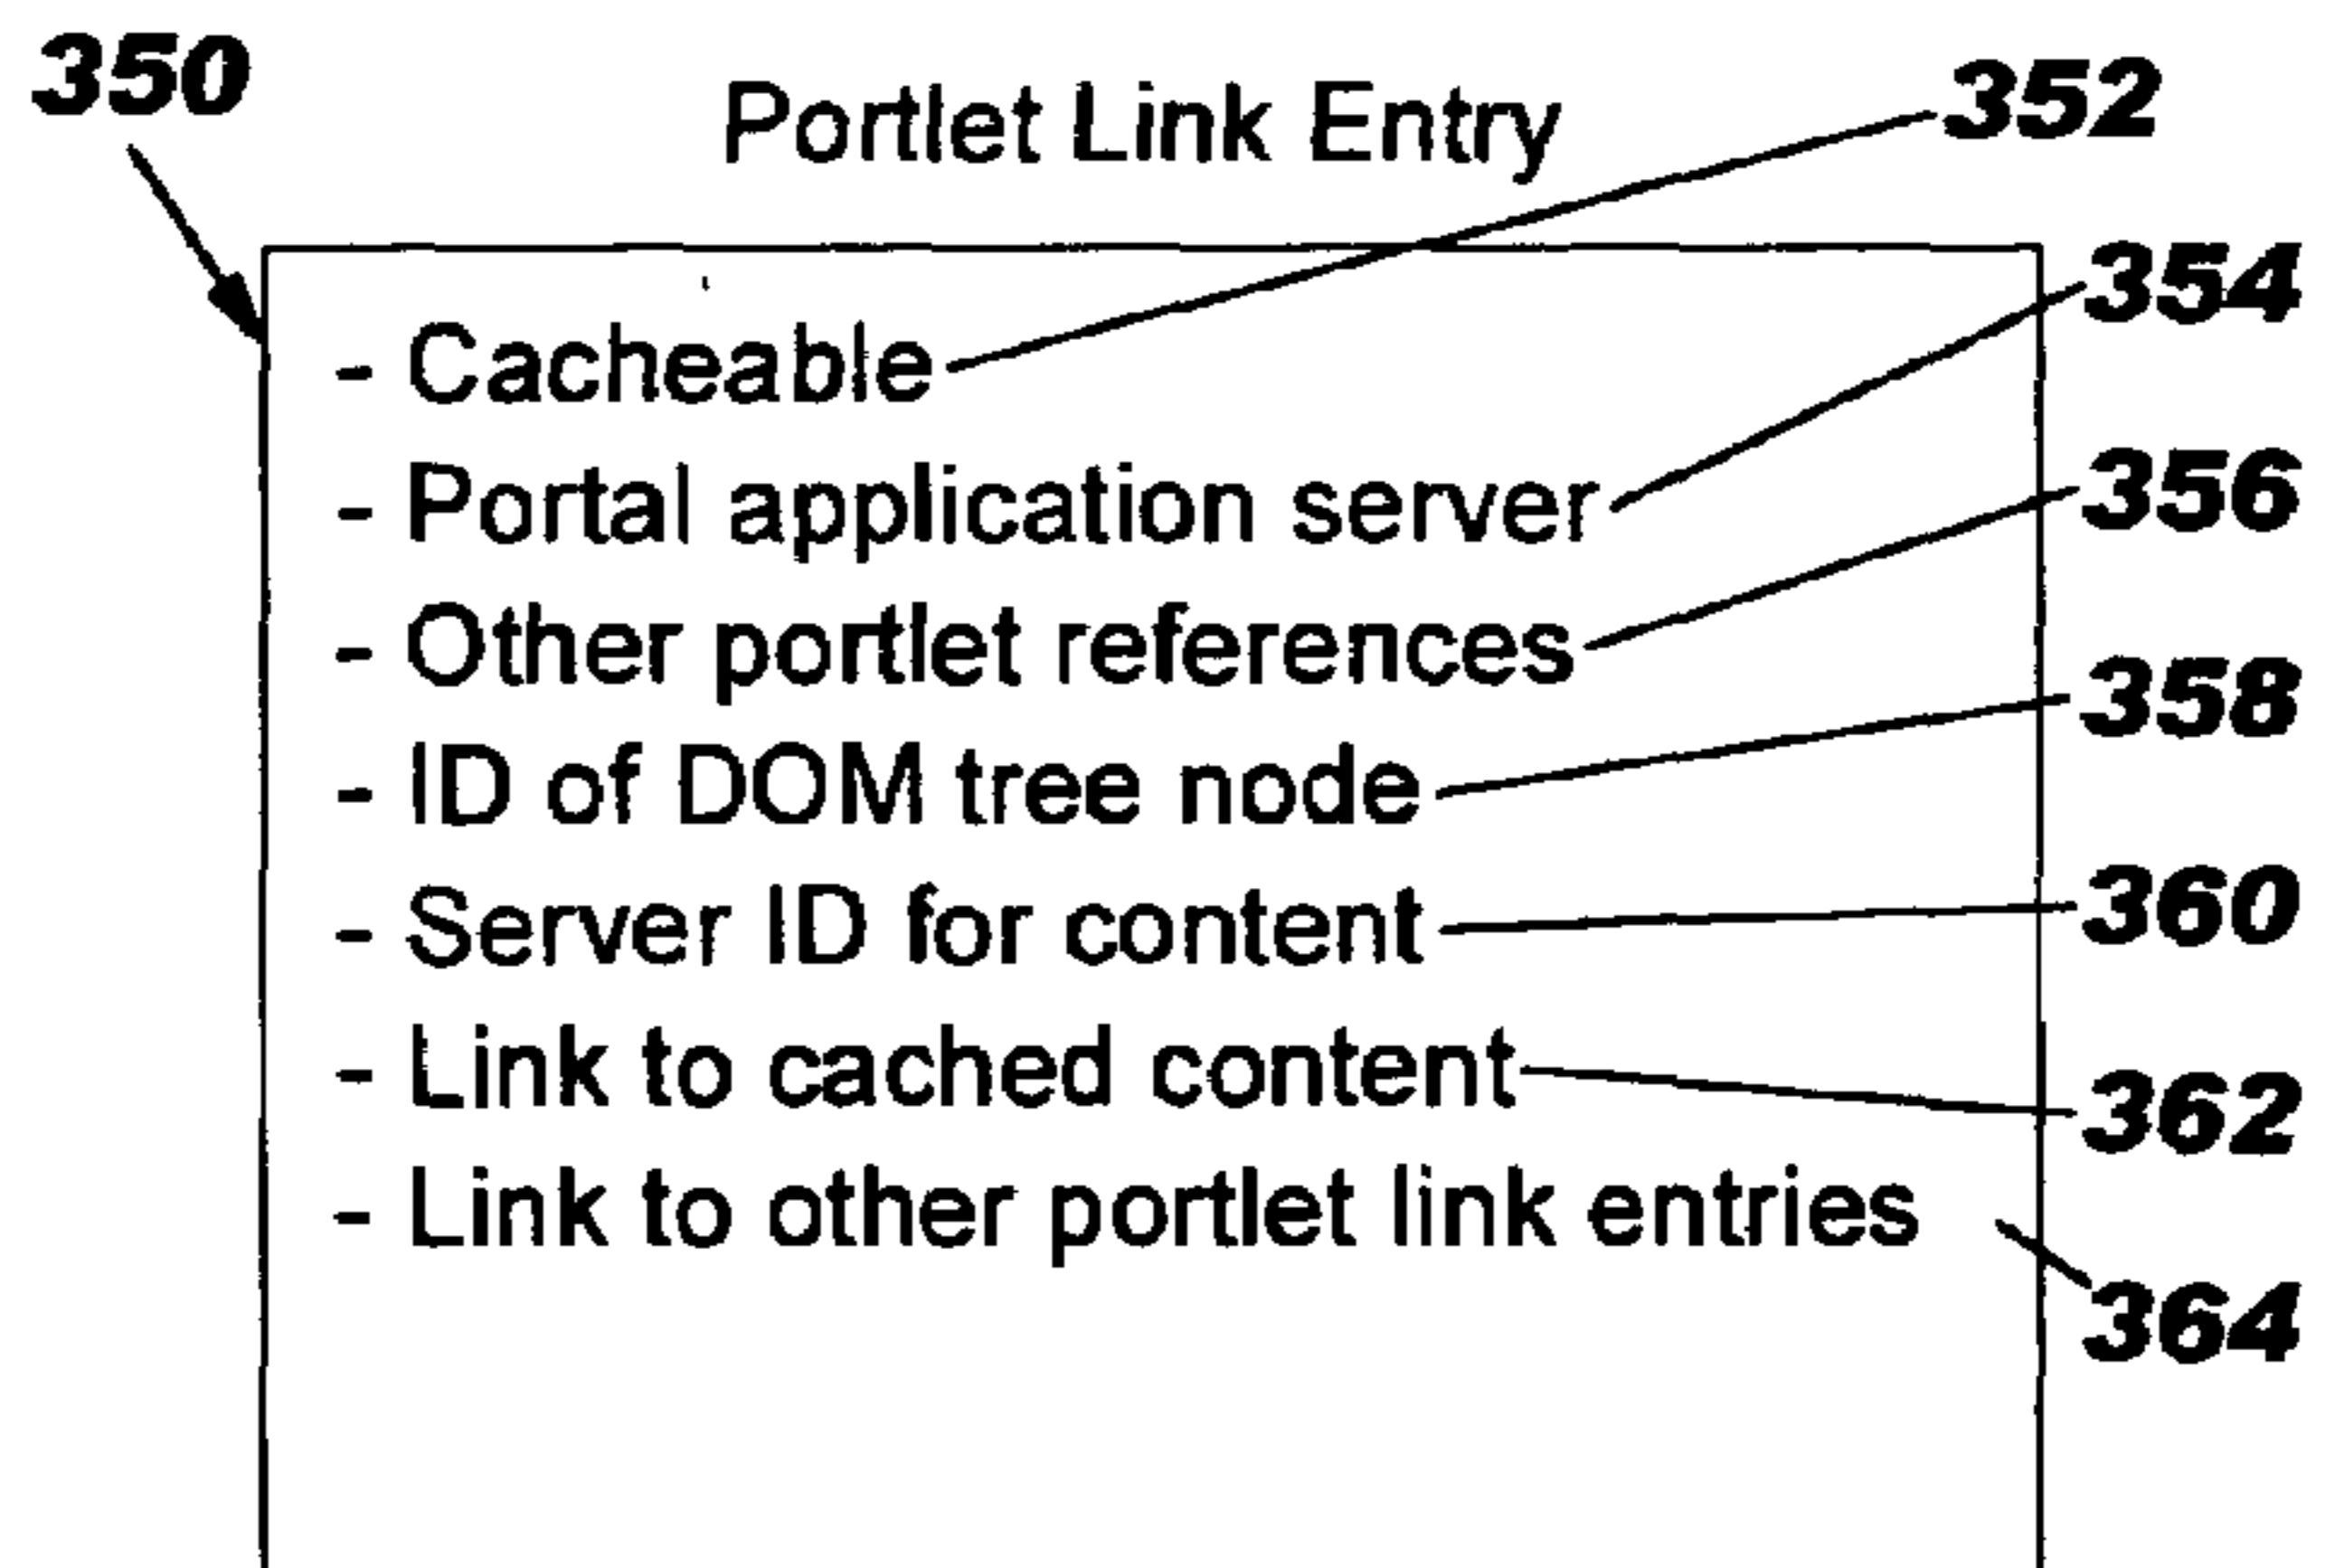 350
Portlet Link Entry
352
- Cacheable
354
- Portal application server
356
- Other portlet references
358
- ID of DOM tree node
360
- Server ID for content
362
- Link to cached content
- Link to other portlet link entries
364